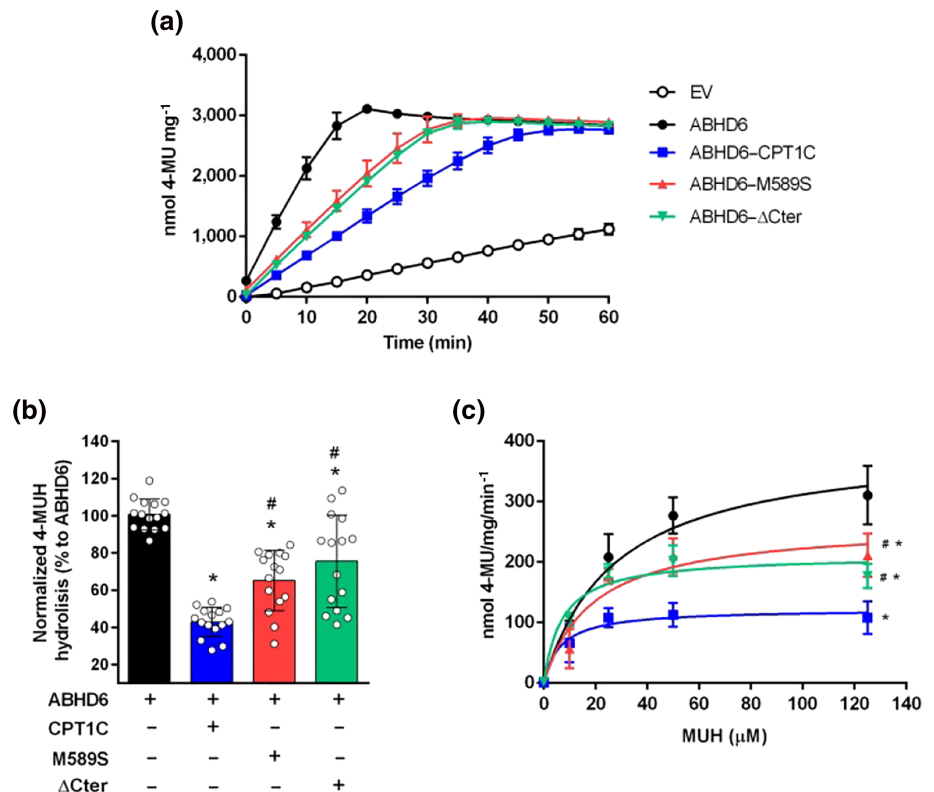 (a)
4,000
3,000
2,000
1,000
0
nmol 4-MU mg-1
0 10 20 30 40 50 60
Time (min)
EV
ABHD6
ABHD6–CPT1C
ABHD6–M589S
ABHD6–ΔCter
(b)
140
120
100
80
60
40
20
Normalized 4-MUH
hydrolisis (% to ABHD6)
*
#
*
#
*
ABHD6 + + + +
CPT1C – + – –
M589S – – + –
ΔCter – – – +
(c)
400
300
200
100
0
nmol 4-MU/mg/min-1
# *
# *
*
0 20 40 60 80 100 120 140
MUH (μM)